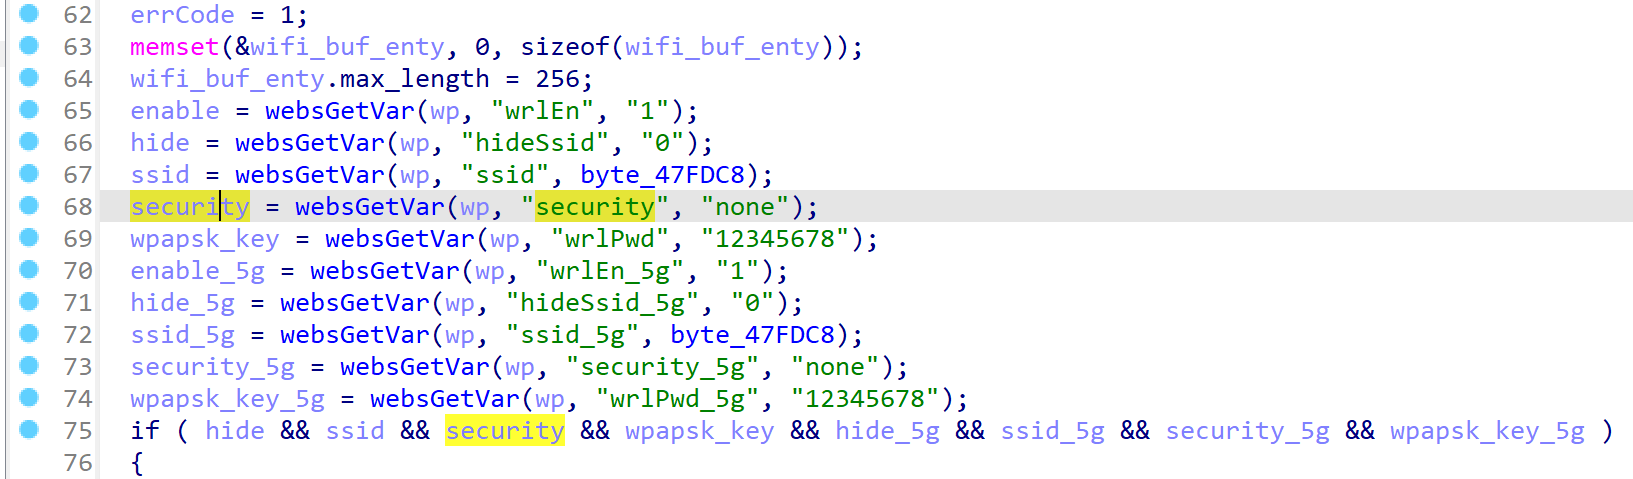 62 errCode = 1;
63 memset(&wifi_buf_enty, 0, sizeof(wifi_buf_enty));
64 wifi_buf_enty.max_length = 256;
65 enable = websGetVar(wp, "wrlEn", "1");
66 hide = websGetVar(wp, "hideSsid", "0");
67 ssid = websGetVar(wp, "ssid", byte_47FDC8);
68 security = websGetVar(wp, "security", "none");
69 wpapsk_key = websGetVar(wp, "wrlPwd", "12345678");
70 enable_5g = websGetVar(wp, "wrlEn_5g", "1");
71 hide_5g = websGetVar(wp, "hideSsid_5g", "0");
72 ssid_5g = websGetVar(wp, "ssid_5g", byte_47FDC8);
73 security_5g = websGetVar(wp, "security_5g", "none");
74 wpapsk_key_5g = websGetVar(wp, "wrlPwd_5g", "12345678");
75 if ( hide && ssid && security && wpapsk_key && hide_5g && ssid_5g && security_5g && wpapsk_key_5g )
76 {